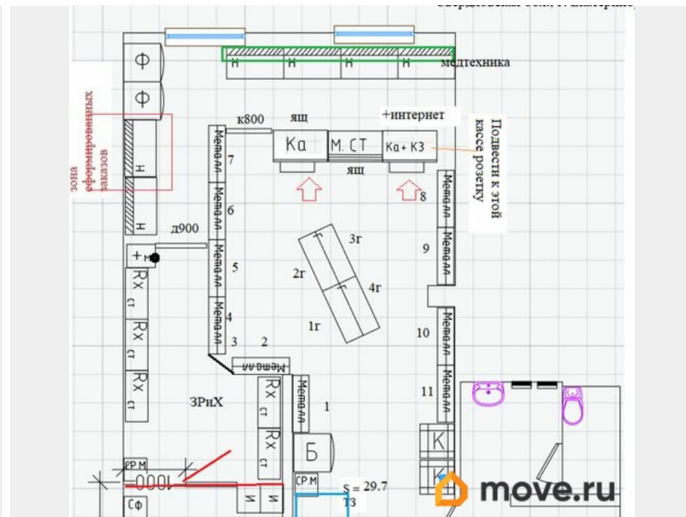 медтехника
Н Н Н Н
Ф
Ф
к800
ящ
+интернет
Ка
М. СТ
Ка+ КЗ
ящ
Подвести к этой
кассе розетку
зона
сформированных
заказов
Н
Н
д900
+м
Металл
7
Металл
6
Металл
5
Металл
4
3
2
Металл
8
Металл
9
Металл
10
Металл
11
Металл
3г
2г
4г
1г
Rx ст
Rx ст
Rx ст
ЗРиХ
Rx ст
Rx ст
Металл
1
Б
СР.М
СР.М
1000
Сф
И И
К
К
S = 29.7
ТЗ
move.ru